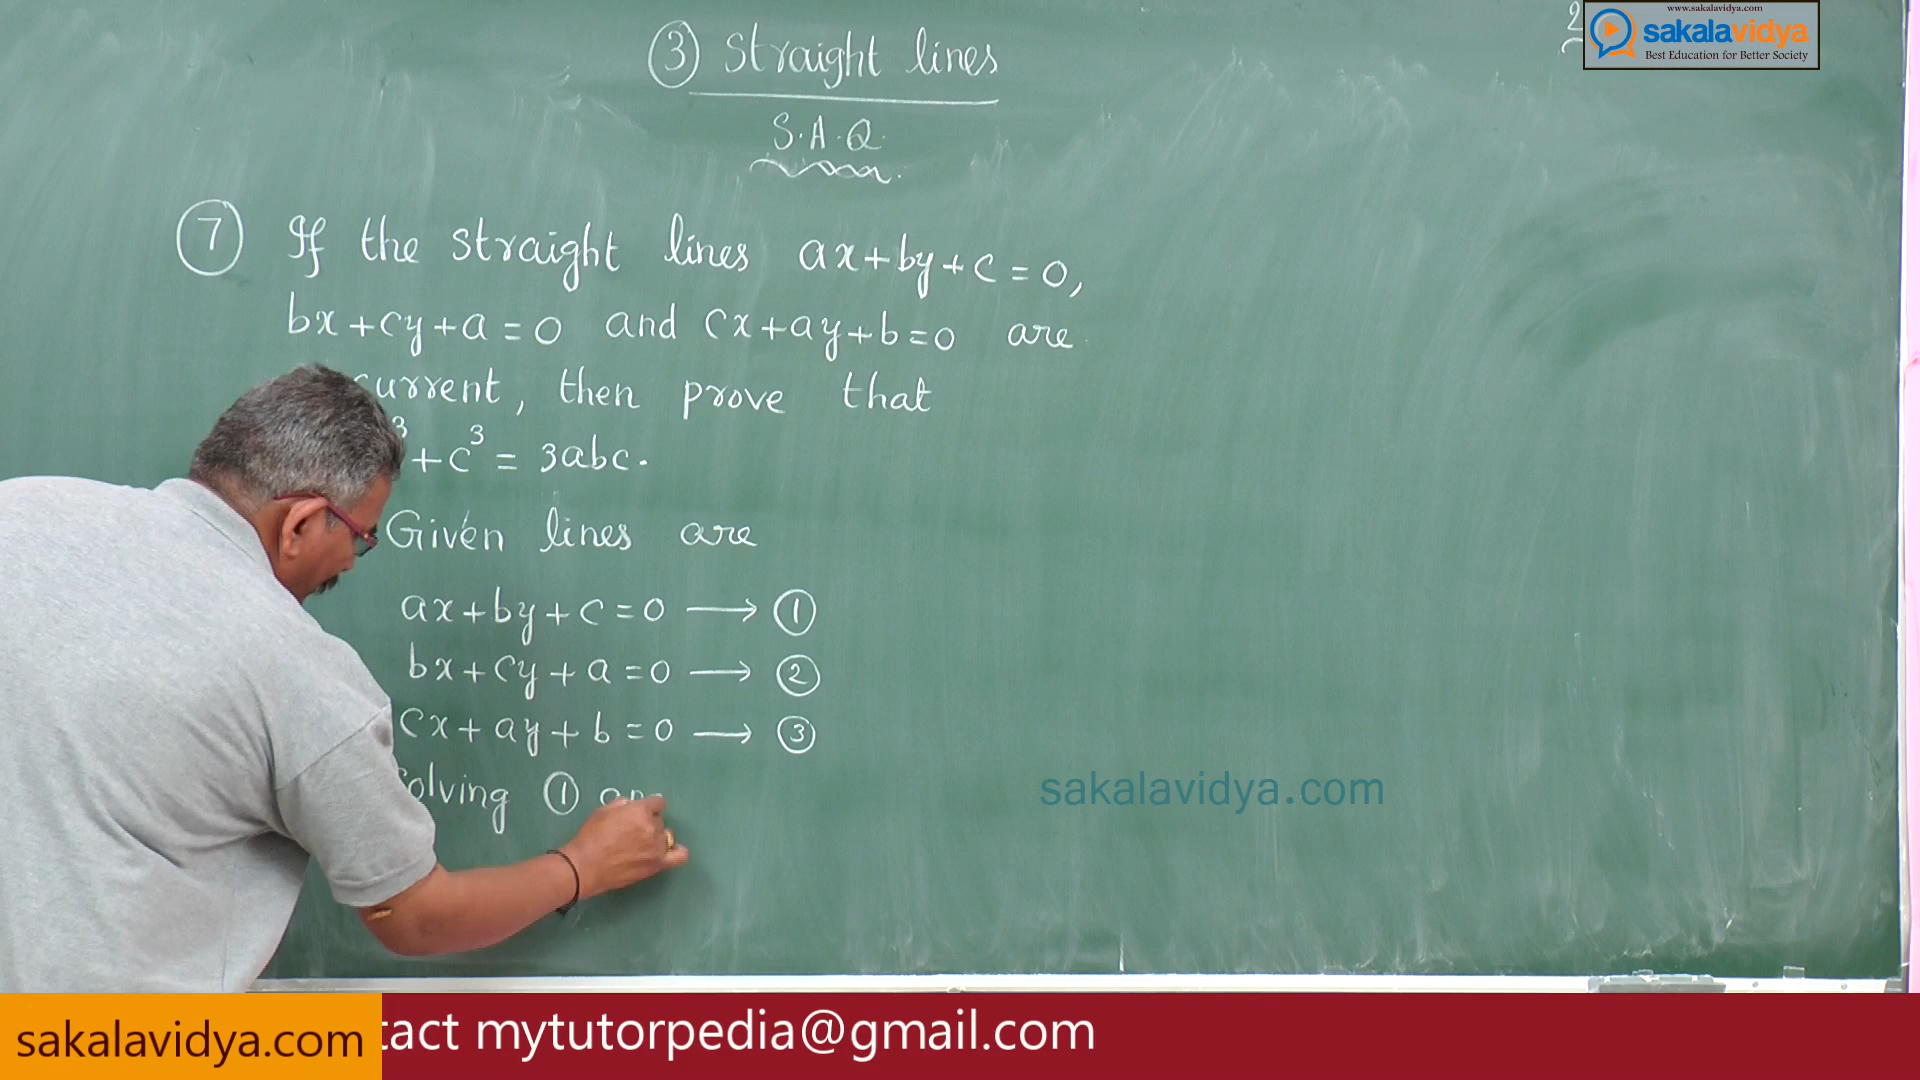 ③ Straight lines
S.A.Q.
2
www.sakalavidya.com
sakalavidya
Best Education for Better Society
⑦ If the straight lines ax+by+c=0,
bx+cy+a=0 and cx+ay+b=0 are
current, then prove that
³+c³ = 3abc.
Given lines are
ax+by+c=0 ⟶ ①
bx+cy+a=0 ⟶ ②
cx+ay+b=0 ⟶ ③
Solving ①
sakalavidya.com
sakalavidya.com tact mytutorpedia@gmail.com